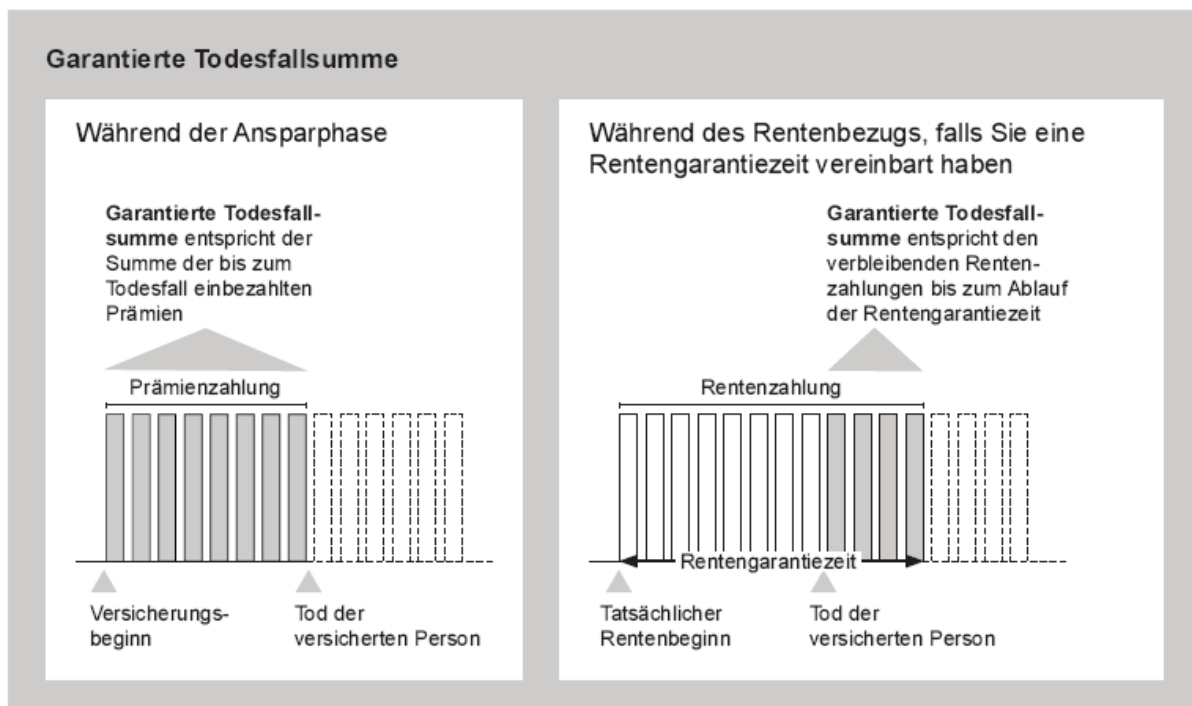 Garantierte Todesfallsumme
Während der Ansparphase
Garantierte Todesfall-
summe entspricht der
Summe der bis zum
Todesfall einbezahlten
Prämien
Prämienzahlung
Versicherungs-
beginn
Tod der
versicherten Person
Während des Rentenbezugs, falls Sie eine
Rentengarantiezeit vereinbart haben
Garantierte Todesfall-
summe entspricht den
verbleibenden Renten-
zahlungen bis zum Ablauf
der Rentengarantiezeit
Rentenzahlung
Rentengarantiezeit
Tatsächlicher
Rentenbeginn
Tod der
versicherten Person